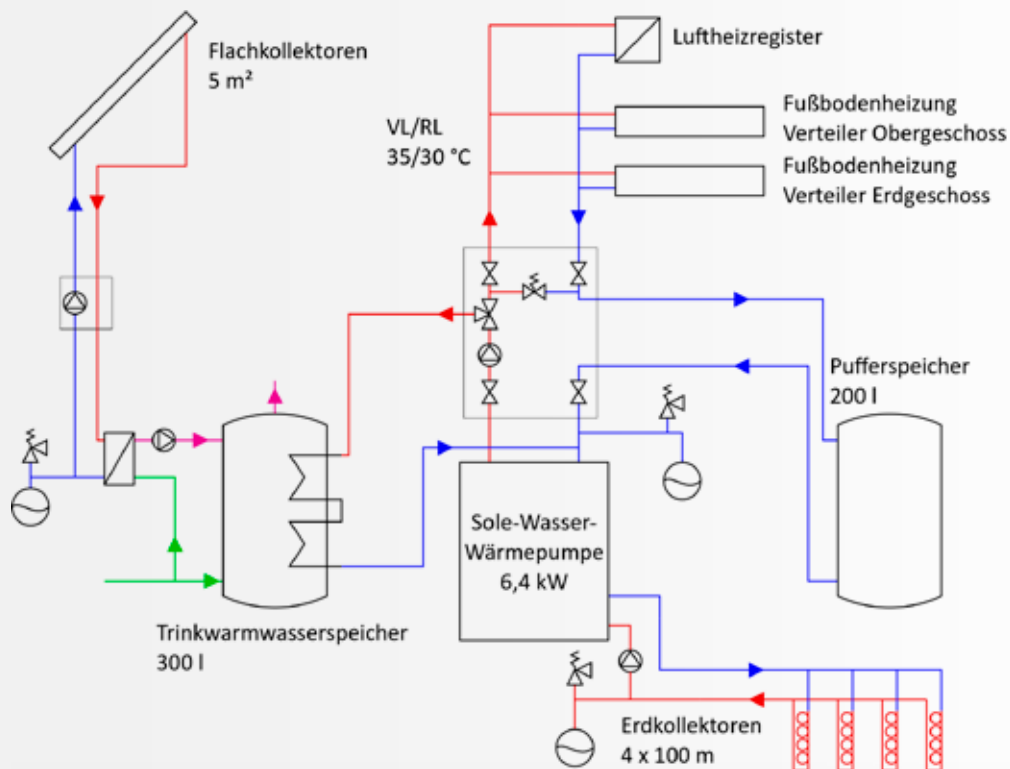 Flachkollektoren
5 m²
Luftheizregister
VL/RL
35/30 °C
Fußbodenheizung
Verteiler Obergeschoss
Fußbodenheizung
Verteiler Erdgeschoss
Pufferspeicher
200 l
Sole-Wasser-
Wärmepumpe
6,4 kW
Trinkwarmwasserspeicher
300 l
Erdkollektoren
4 x 100 m